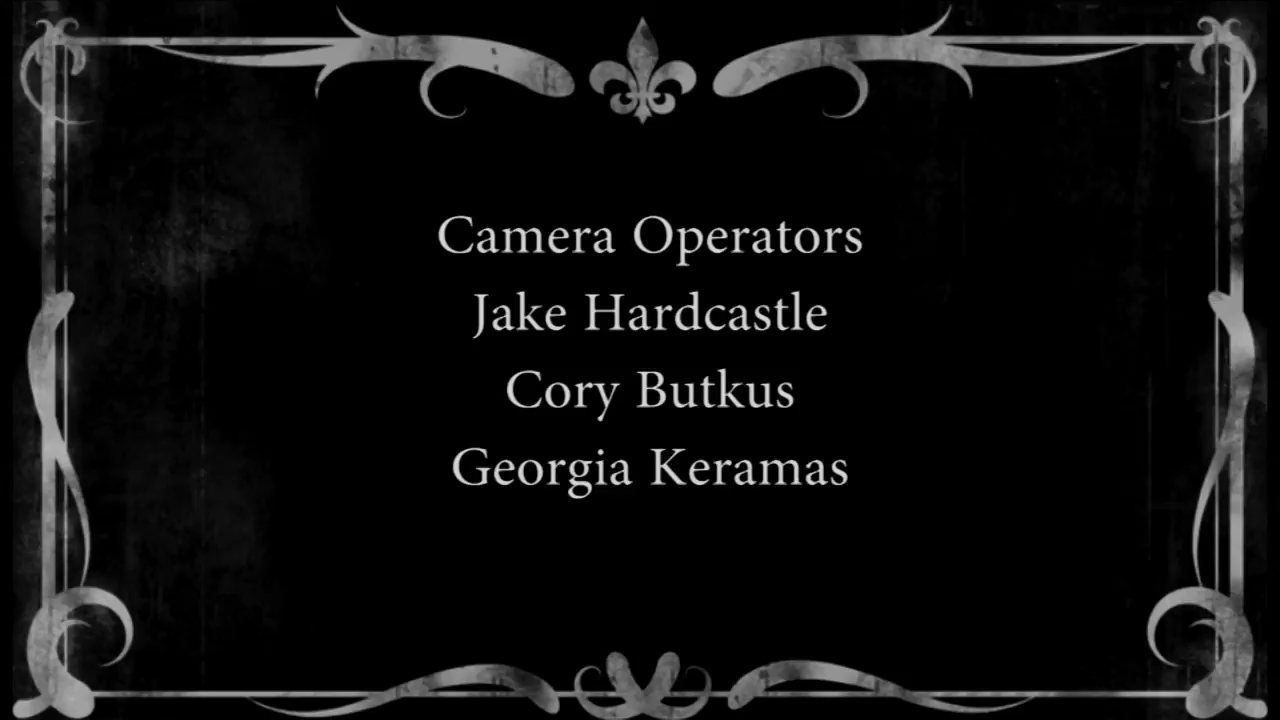 Camera Operators
Jake Hardcastle
Cory Butkus
Georgia Keramas